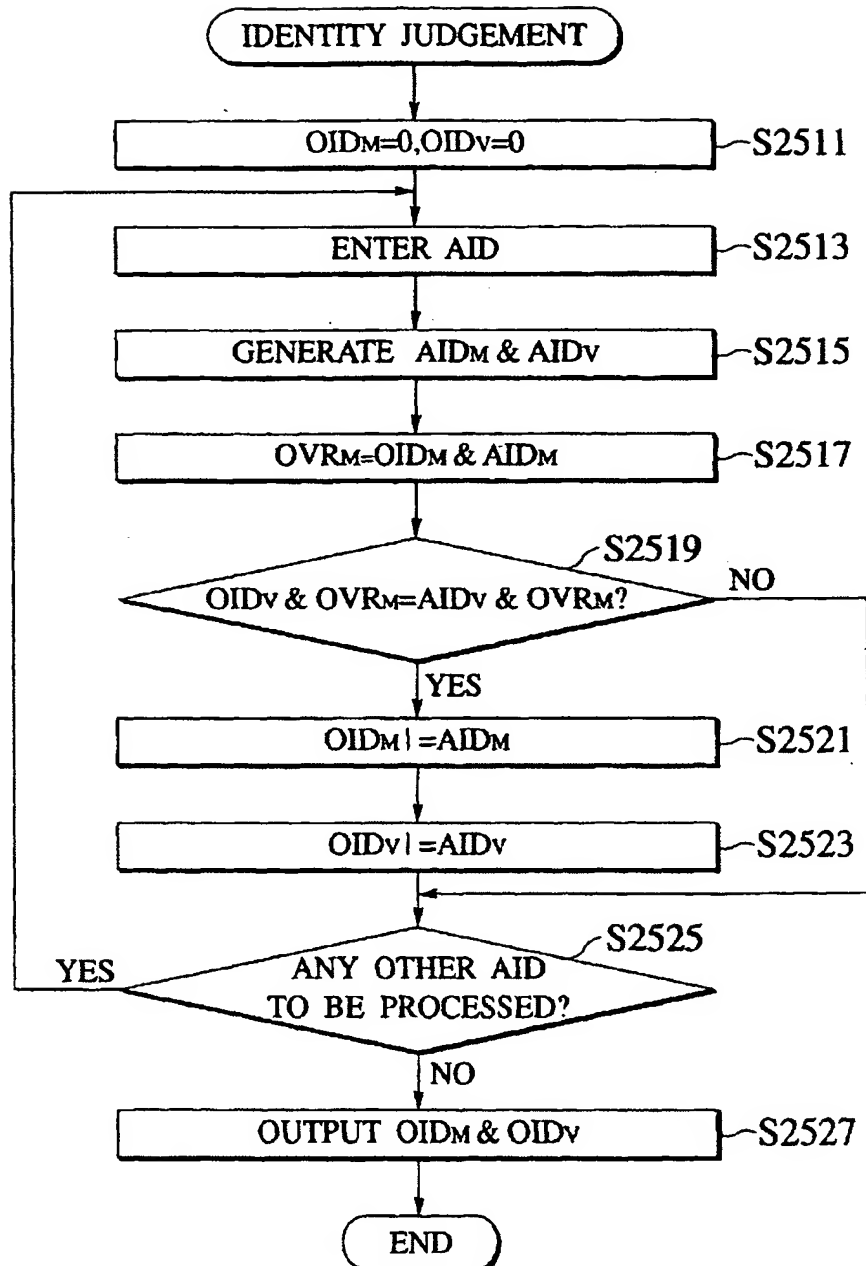 IDENTITY JUDGEMENT
OIDM=0,OIDV=0
S2511
ENTER AID
S2513
GENERATE AIDM & AIDV
S2515
OVRM=OIDM & AIDM
S2517
S2519
OIDV & OVRM=AIDV & OVRM?
NO
YES
OIDM|=AIDM
S2521
OIDV|=AIDV
S2523
S2525
YES
ANY OTHER AID
TO BE PROCESSED?
NO
OUTPUT OIDM & OIDV
S2527
END